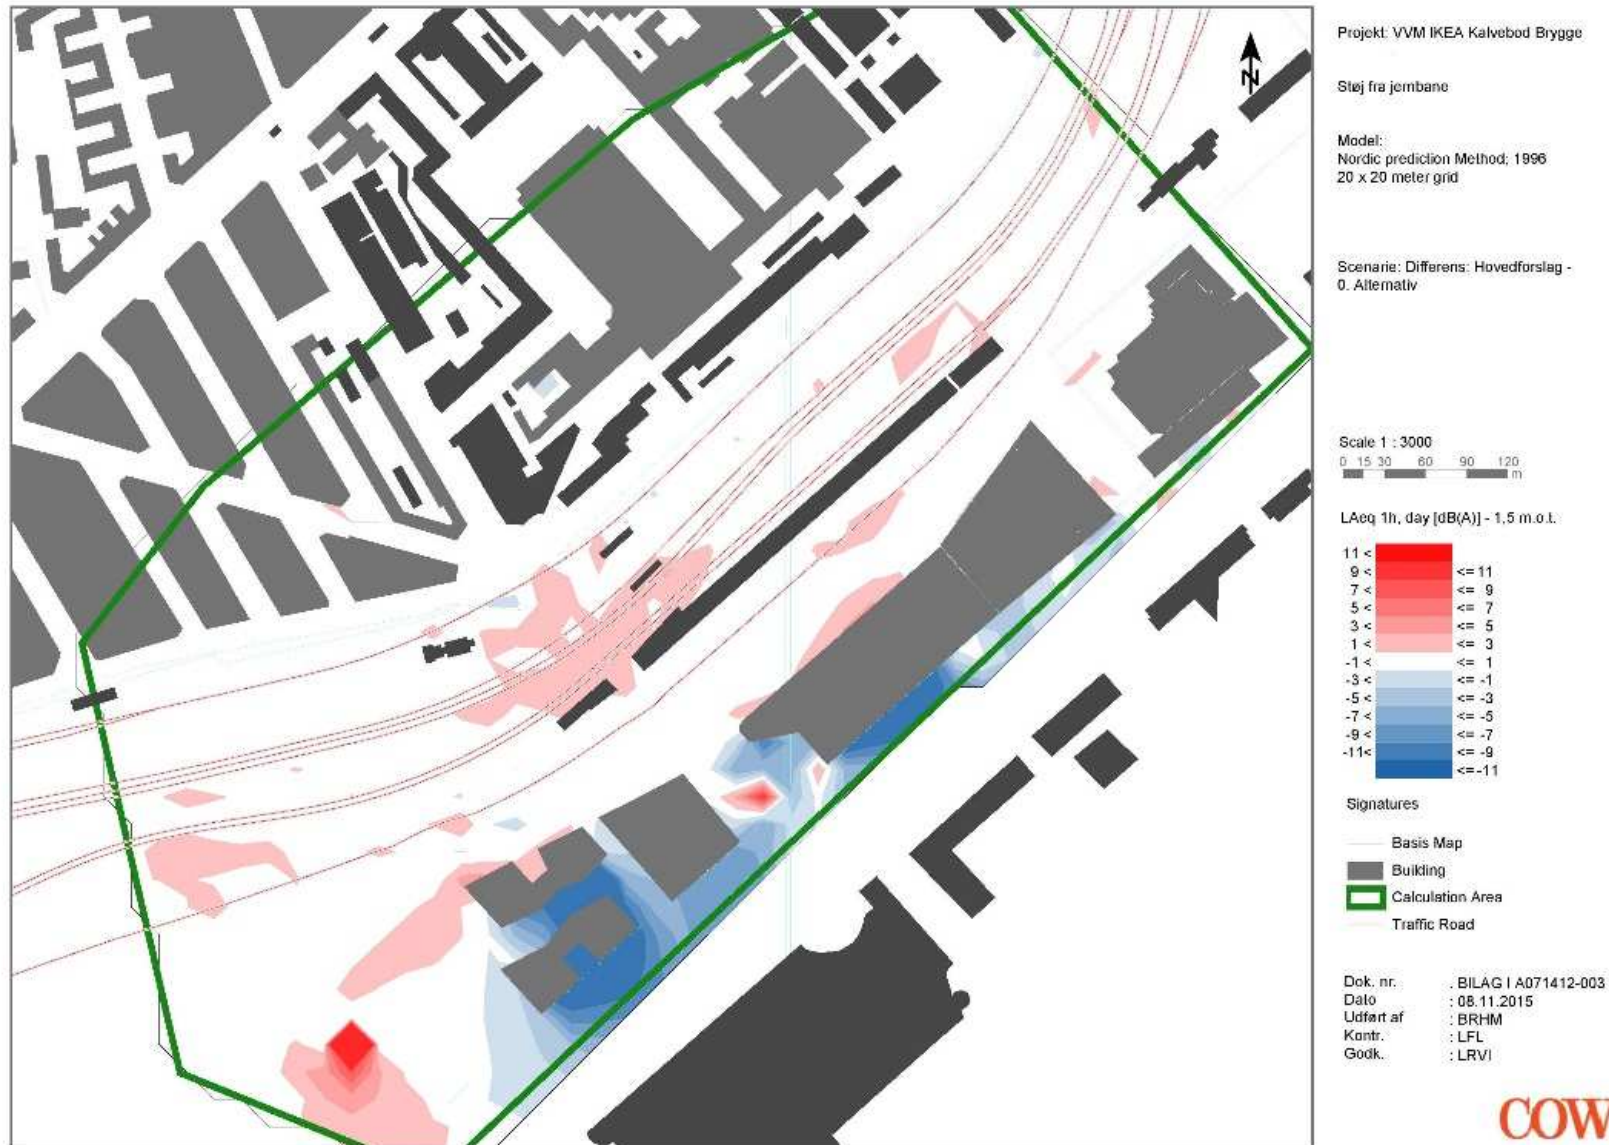 Projekt: VVM IKEA Kalvebod Brygge
Støj fra jernbane
Model:
Nordic prediction Method; 1996
20 x 20 meter grid
Scenarie: Differens: Hovedforslag -
0. Alternativ
Scale 1 : 3000
0 15 30 60 90 120
m
LAeq 1h, day [dB(A)] - 1,5 m.o.t.
11 <
9 < <= 11
7 < <= 9
5 < <= 7
3 < <= 5
1 < <= 3
-1 < <= 1
-3 < <= -1
-5 < <= -3
-7 < <= -5
-9 < <= -7
-11< <= -9
<= -11
Signatures
Basis Map
Building
Calculation Area
Traffic Road
Dok. nr. . BILAG I A071412-003
Dato : 08.11.2015
Udført af : BRHM
Kontr. : LFL
Godk. : LRVI
N
COW